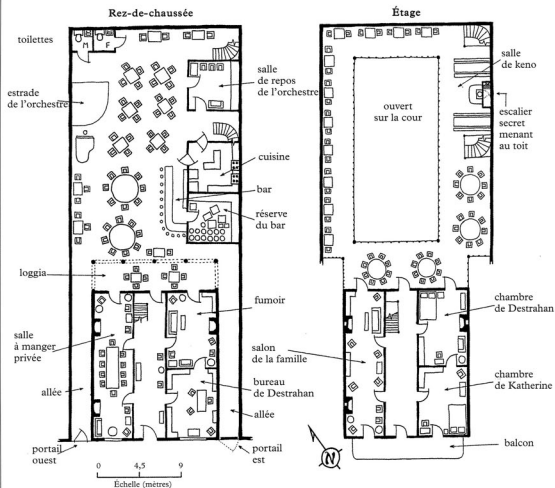 Rez-de-chaussée
toilettes
M
F
estrade
de l'orchestre
salle
de repos
de l'orchestre
cuisine
bar
réserve
du bar
loggia
fumoir
salle
à manger
privée
bureau
de Destrahan
allée
allée
portail
ouest
portail
est
0 4,5 9
Échelle (mètres)
N
Étage
salle
de keno
ouvert
sur la cour
escalier
secret
menant
au toit
chambre
de Destrahan
salon
de la famille
chambre
de Katherine
balcon